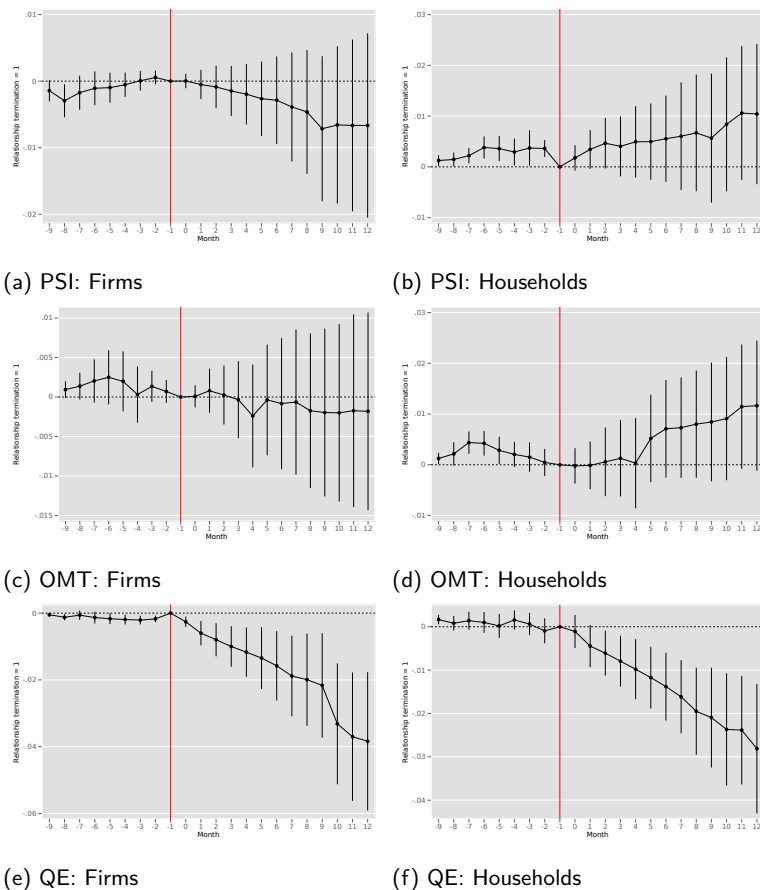 .01
0
-.01
-.02
Relationship termination = 1
-9 -8 -7 -6 -5 -4 -3 -2 -1 0 1 2 3 4 5 6 7 8 9 10 11 12
Month
(a) PSI: Firms
.03
.02
.01
0
-.01
Relationship termination = 1
-9 -8 -7 -6 -5 -4 -3 -2 -1 0 1 2 3 4 5 6 7 8 9 10 11 12
Month
(b) PSI: Households
.01
.005
0
-.005
-.01
-.015
Relationship termination = 1
-9 -8 -7 -6 -5 -4 -3 -2 -1 0 1 2 3 4 5 6 7 8 9 10 11 12
Month
(c) OMT: Firms
.03
.02
.01
0
-.01
Relationship termination = 1
-9 -8 -7 -6 -5 -4 -3 -2 -1 0 1 2 3 4 5 6 7 8 9 10 11 12
Month
(d) OMT: Households
0
-.02
-.04
-.06
Relationship termination = 1
-9 -8 -7 -6 -5 -4 -3 -2 -1 0 1 2 3 4 5 6 7 8 9 10 11 12
Month
(e) QE: Firms
.01
0
-.01
-.02
-.03
-.04
Relationship termination = 1
-9 -8 -7 -6 -5 -4 -3 -2 -1 0 1 2 3 4 5 6 7 8 9 10 11 12
Month
(f) QE: Households